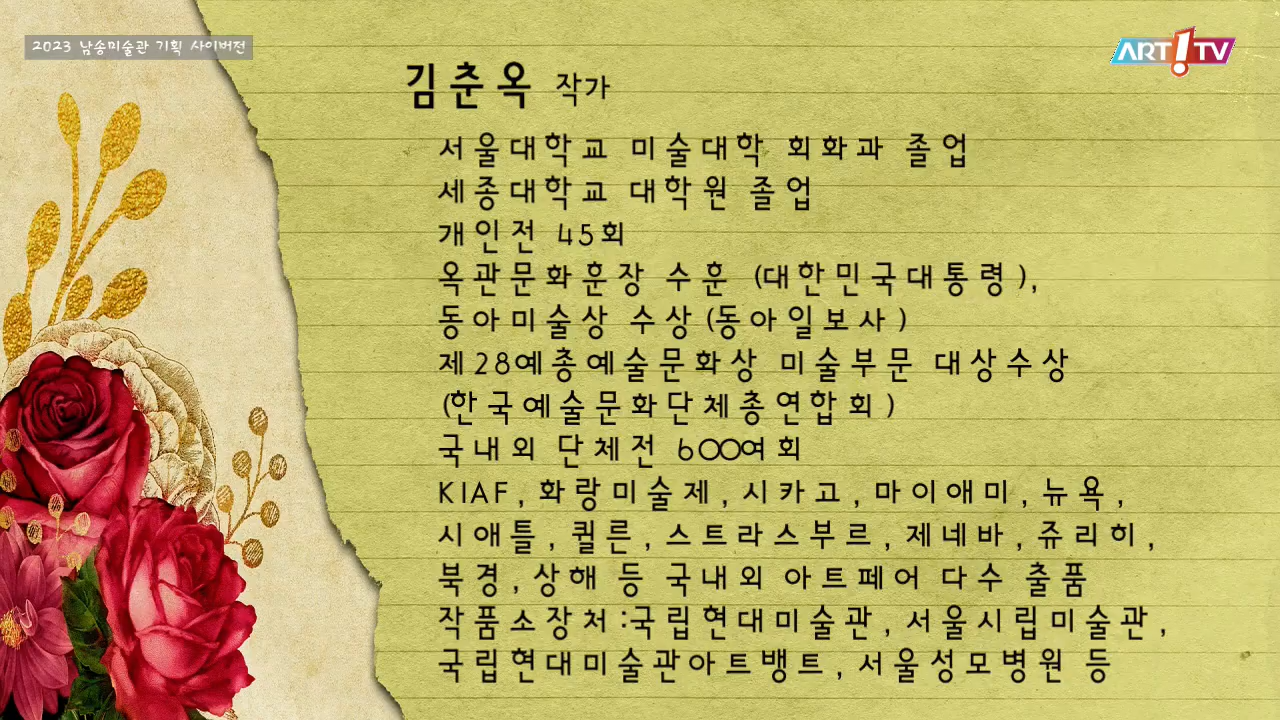 2023 남송미술관 기획 사이버전
ART!TV
김춘옥 작가
서울대학교 미술대학 회화과 졸업
세종대학교 대학원 졸업
개인전 45회
옥관문화훈장 수훈 (대한민국대통령),
동아미술상 수상 (동아일보사)
제28예총예술문화상 미술부문 대상수상
(한국예술문화단체총연합회)
국내외 단체전 600여회
KIAF, 화랑미술제, 시카고, 마이애미, 뉴욕,
시애틀, 퀼른, 스트라스부르, 제네바, 쥬리히,
북경, 상해 등 국내외 아트페어 다수 출품
작품소장처 :국립현대미술관, 서울시립미술관,
국립현대미술관아트뱅트, 서울성모병원 등